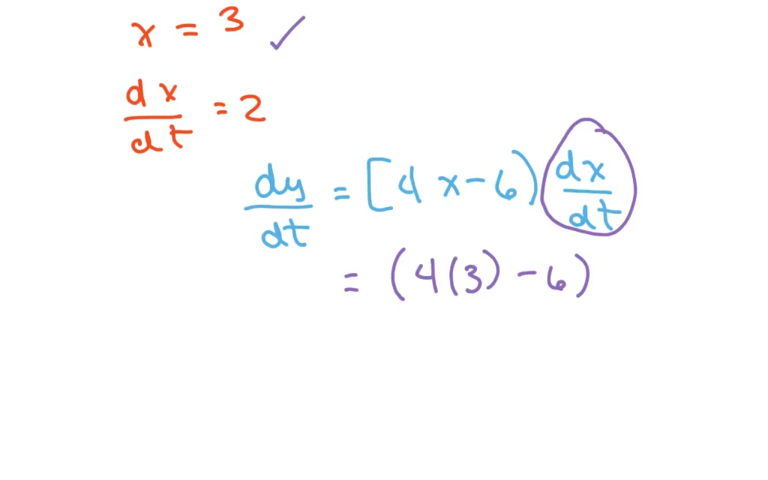 x = 3 ✓
dx/dt = 2
dy/dt = [4x-6) dx/dt
= (4(3) - 6)